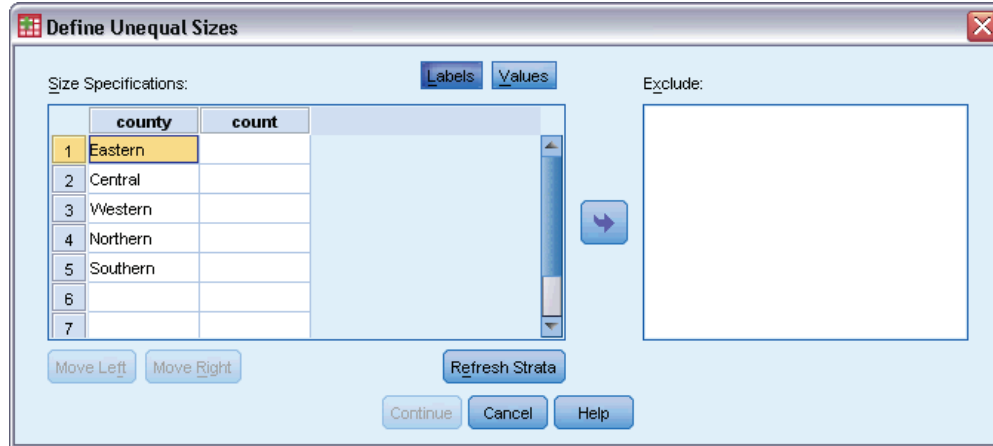 Define Unequal Sizes
Size Specifications:
Labels Values
Exclude:
county count
1 Eastern
2 Central
3 Western
4 Northern
5 Southern
6
7
Move Left Move Right Refresh Strata
Continue Cancel Help